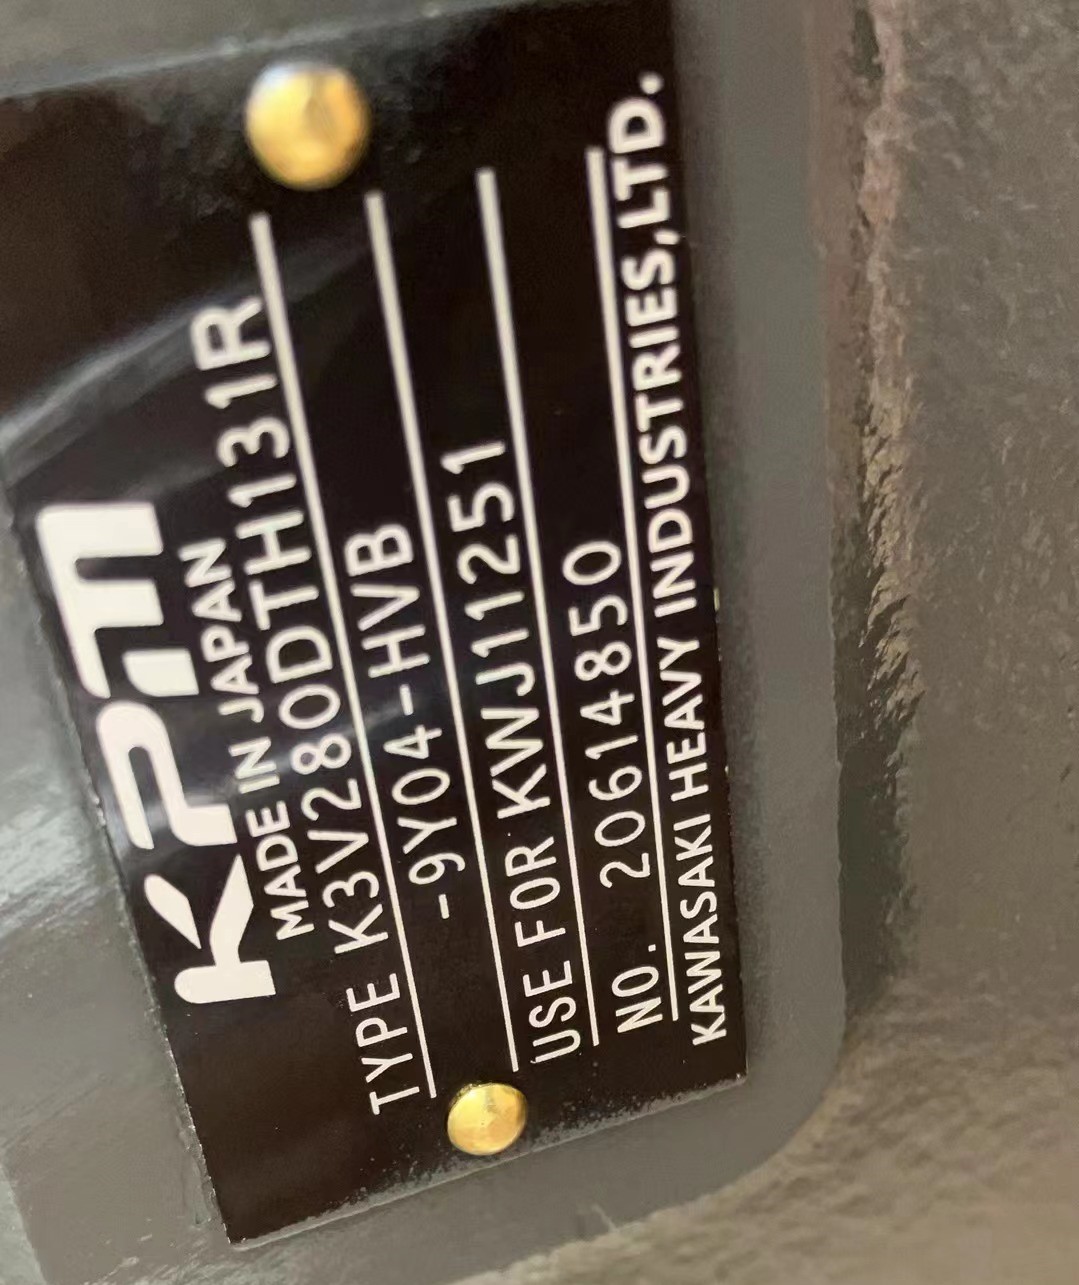 KPM
MADE IN JAPAN
TYPE K3V280DTH131R
-9Y04-HVB
USE FOR KWJ11251
NO. 20614850
KAWASAKI HEAVY INDUSTRIES,LTD.